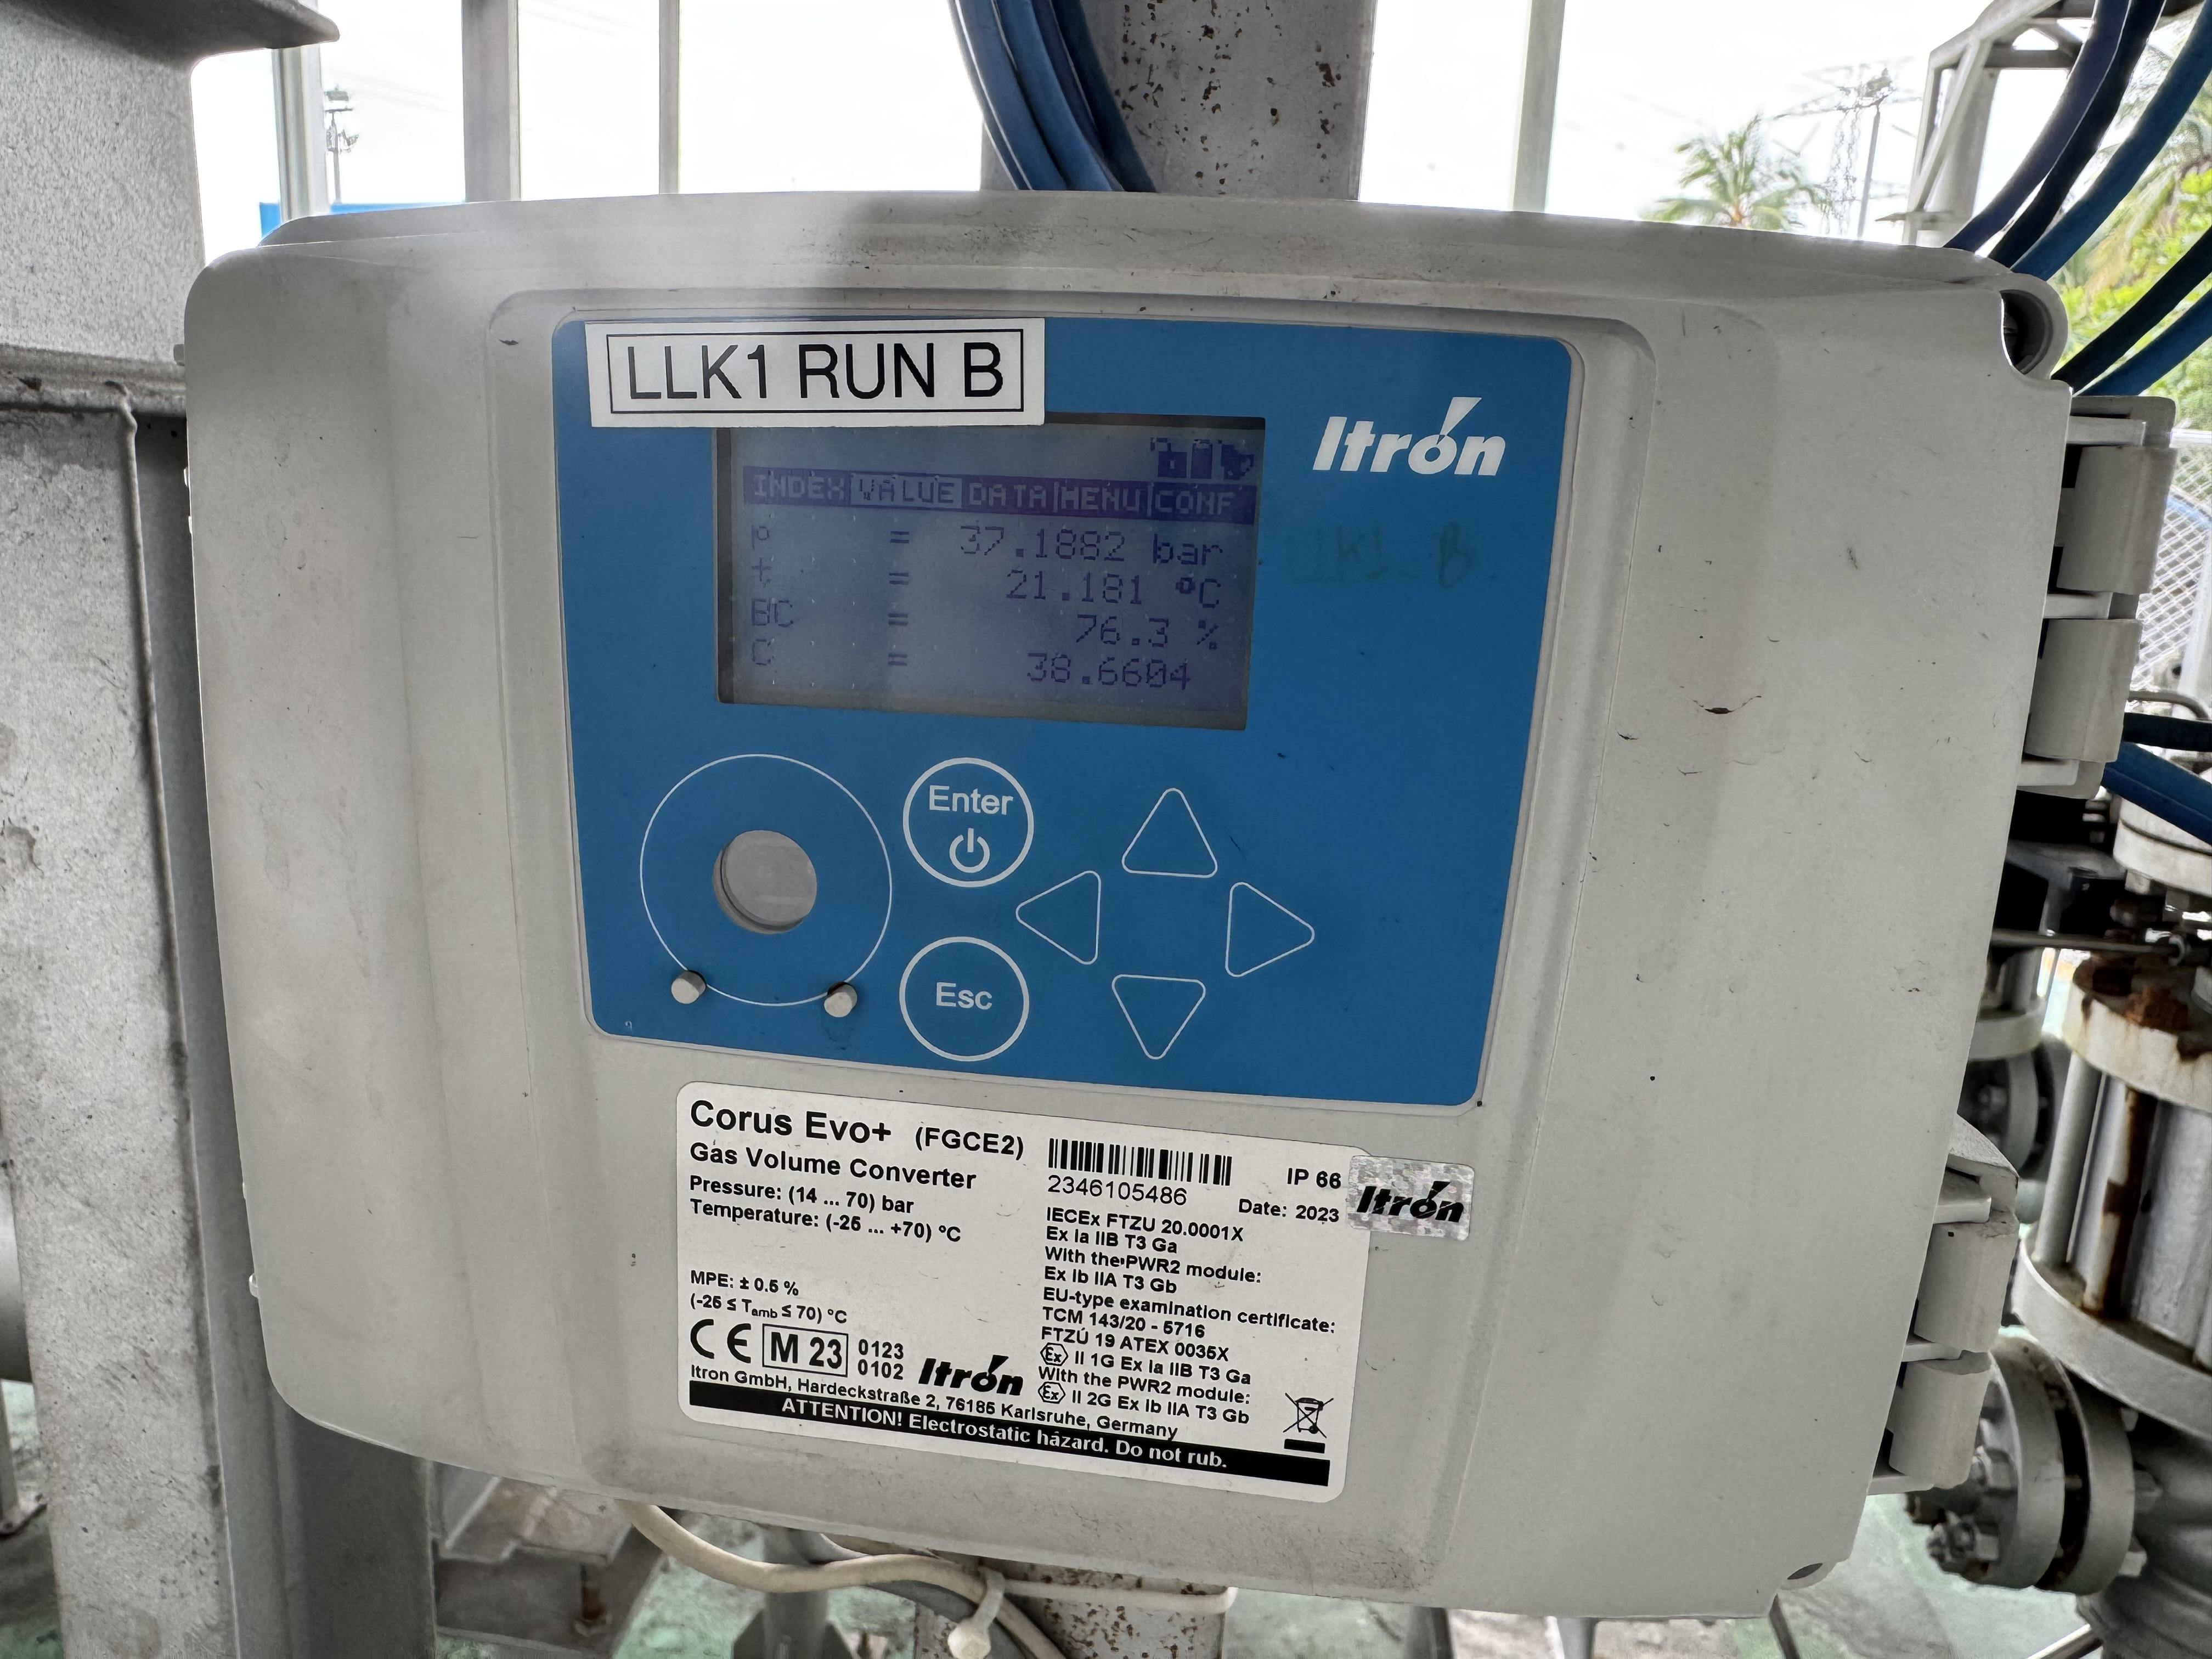 LLK1 RUN B
Itron
INDEX VALUE DATA MENU CONF
p = 37.1882 bar
t = 21.181 °C
BC = 76.3 %
C = 38.6604
LLK1 B
Enter
Esc
Corus Evo+ (FGCE2)
Gas Volume Converter
Pressure: (14 ... 70) bar
Temperature: (-25 ... +70) °C
MPE: ± 0.5 %
(-25 ≤ Tamb ≤ 70) °C
CE M 23 0123
0102
Itron
2346105486
IP 66
Date: 2023
Itron
IECEx FTZU 20.0001X
Ex ia IIB T3 Ga
With the PWR2 module:
Ex ib IIA T3 Gb
EU-type examination certificate:
TCM 143/20 - 5716
FTZÚ 19 ATEX 0035X
Ex II 1G Ex ia IIB T3 Ga
With the PWR2 module:
Ex II 2G Ex ib IIA T3 Gb
Itron GmbH, Hardeckstraße 2, 76185 Karlsruhe, Germany
ATTENTION! Electrostatic hazard. Do not rub.